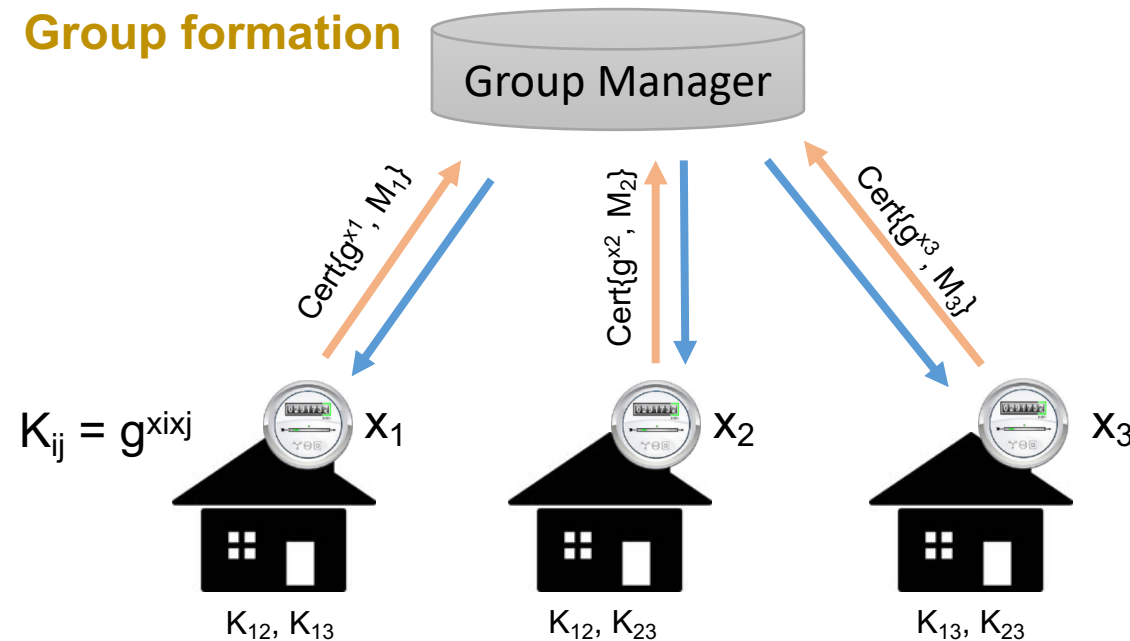 Group formation
Group Manager
Cert{g^x1, M₁}
Cert{g^x2, M₂}
Cert{g^x3, M₃}
K_ij = g^xixj
x₁
x₂
x₃
K₁₂, K₁₃
K₁₂, K₂₃
K₁₃, K₂₃